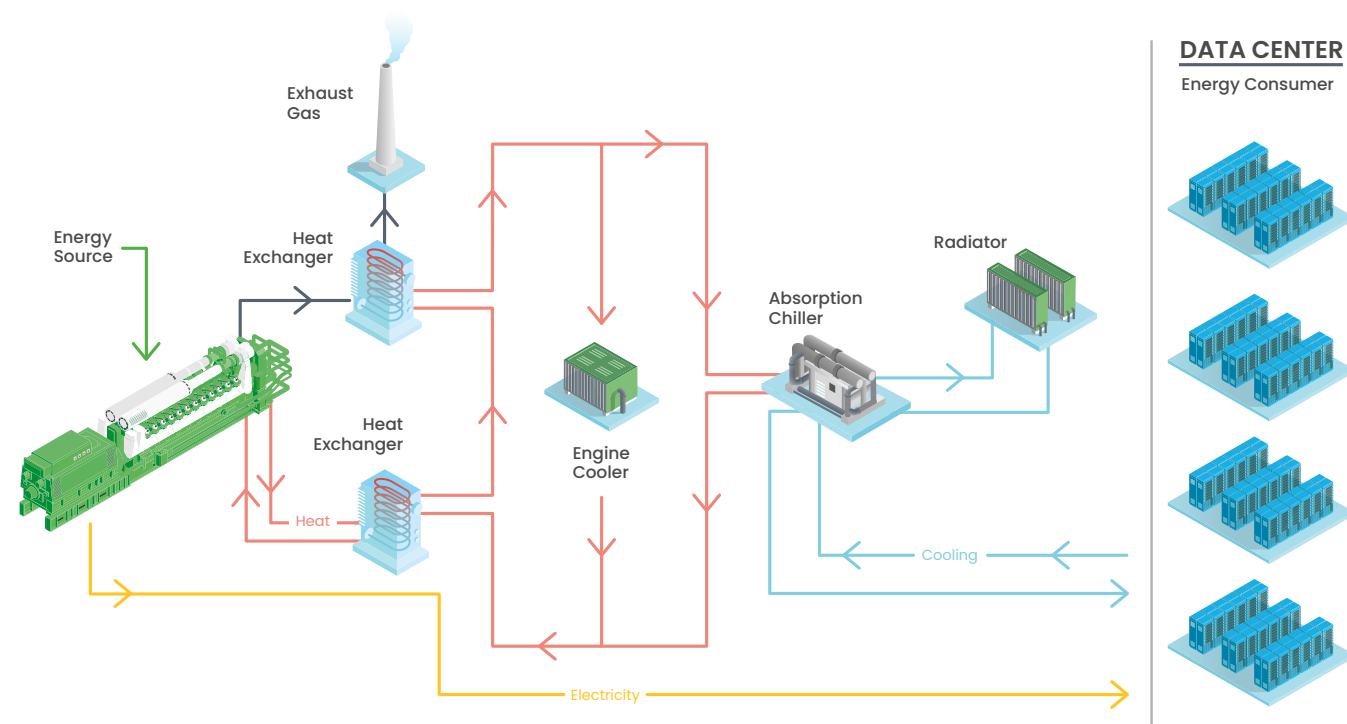 DATA CENTER
Energy Consumer
Exhaust
Gas
Energy
Source
Heat
Exchanger
Radiator
Absorption
Chiller
Heat
Exchanger
Engine
Cooler
Heat
Cooling
Electricity